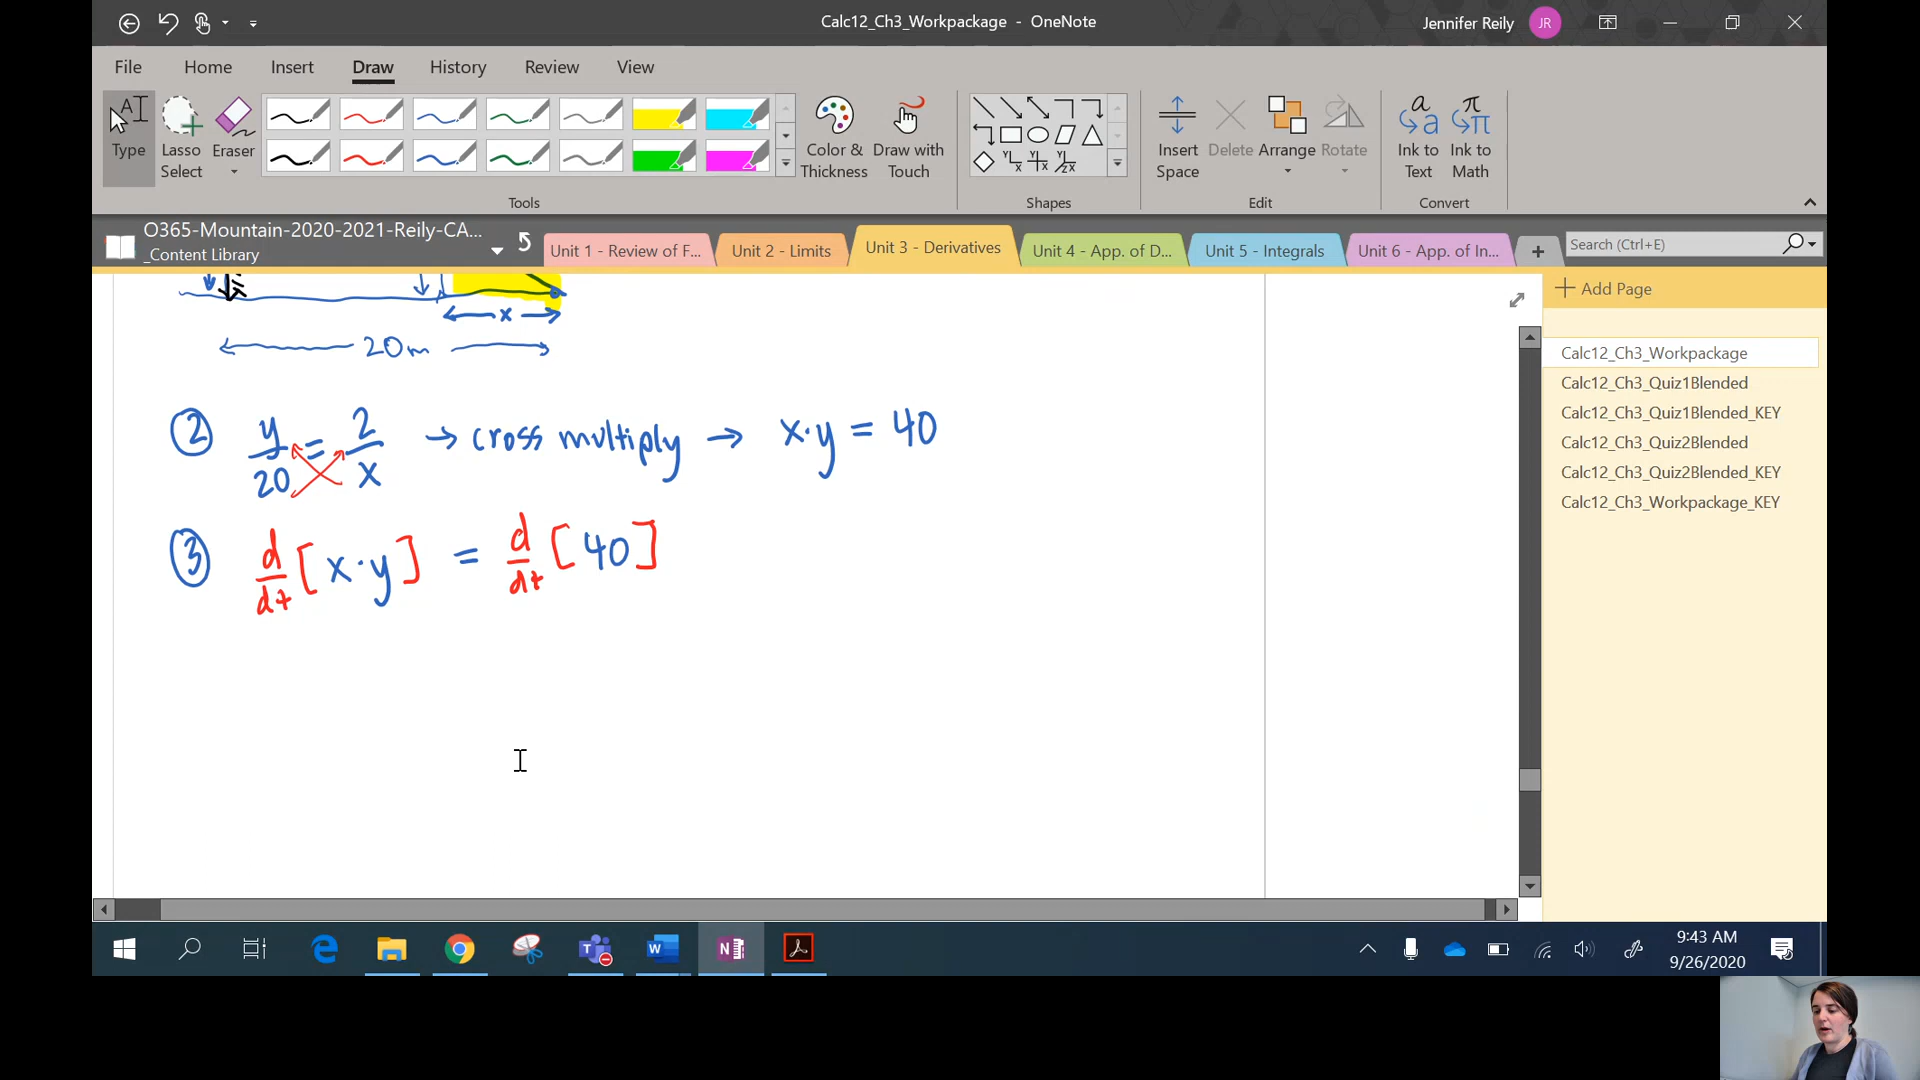 Calc12_Ch3_Workpackage - OneNote
Jennifer Reily
JR
File Home Insert Draw History Review View
Type
Lasso Select
Eraser
Color & Thickness
Draw with Touch
Insert Space
Delete
Arrange
Rotate
Ink to Text
Ink to Math
Tools
Shapes
Edit
Convert
O365-Mountain-2020-2021-Reily-CA...
_Content Library
Unit 1 - Review of F...
Unit 2 - Limits
Unit 3 - Derivatives
Unit 4 - App. of D...
Unit 5 - Integrals
Unit 6 - App. of In...
Search (Ctrl+E)
Add Page
Calc12_Ch3_Workpackage
Calc12_Ch3_Quiz1Blended
Calc12_Ch3_Quiz1Blended_KEY
Calc12_Ch3_Quiz2Blended
Calc12_Ch3_Quiz2Blended_KEY
Calc12_Ch3_Workpackage_KEY
x
20m
② y/20 = 2/x → cross multiply → x·y = 40
③ d/dt [x·y] = d/dt [40]
9:43 AM
9/26/2020